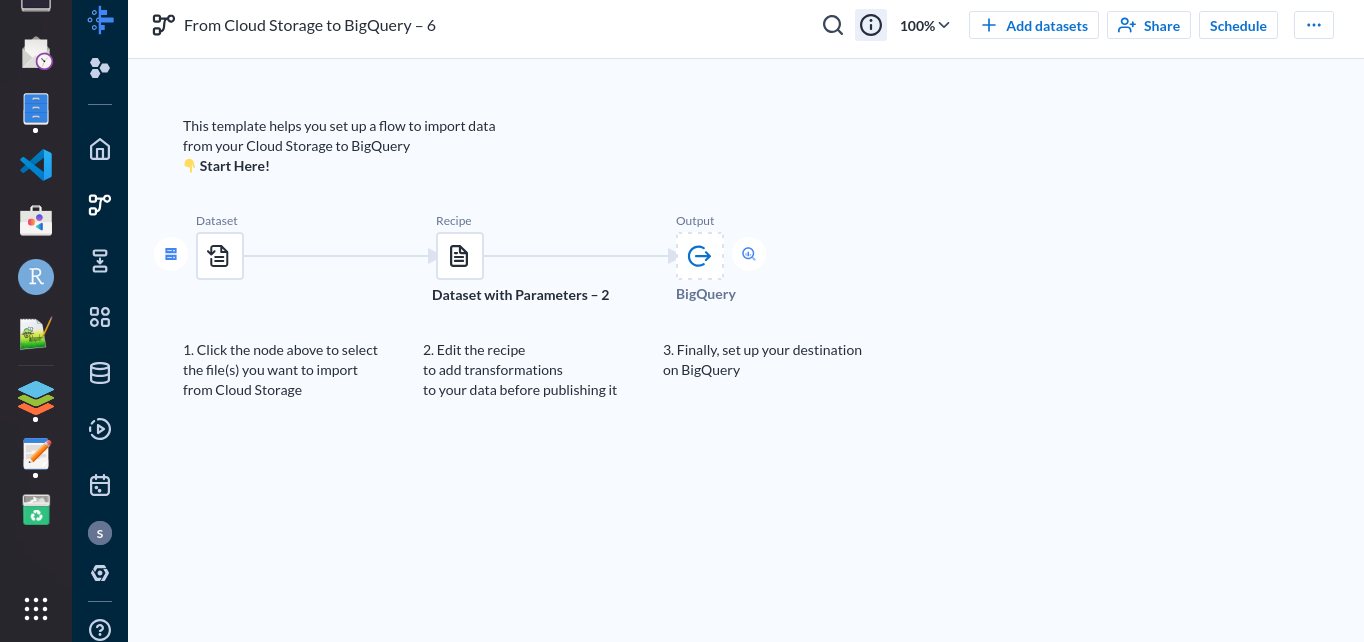 From Cloud Storage to BigQuery – 6
100%
Add datasets
Share
Schedule
This template helps you set up a flow to import data
from your Cloud Storage to BigQuery
👇 Start Here!
Dataset
Recipe
Output
Dataset with Parameters – 2
BigQuery
1. Click the node above to select
the file(s) you want to import
from Cloud Storage
2. Edit the recipe
to add transformations
to your data before publishing it
3. Finally, set up your destination
on BigQuery
R
S